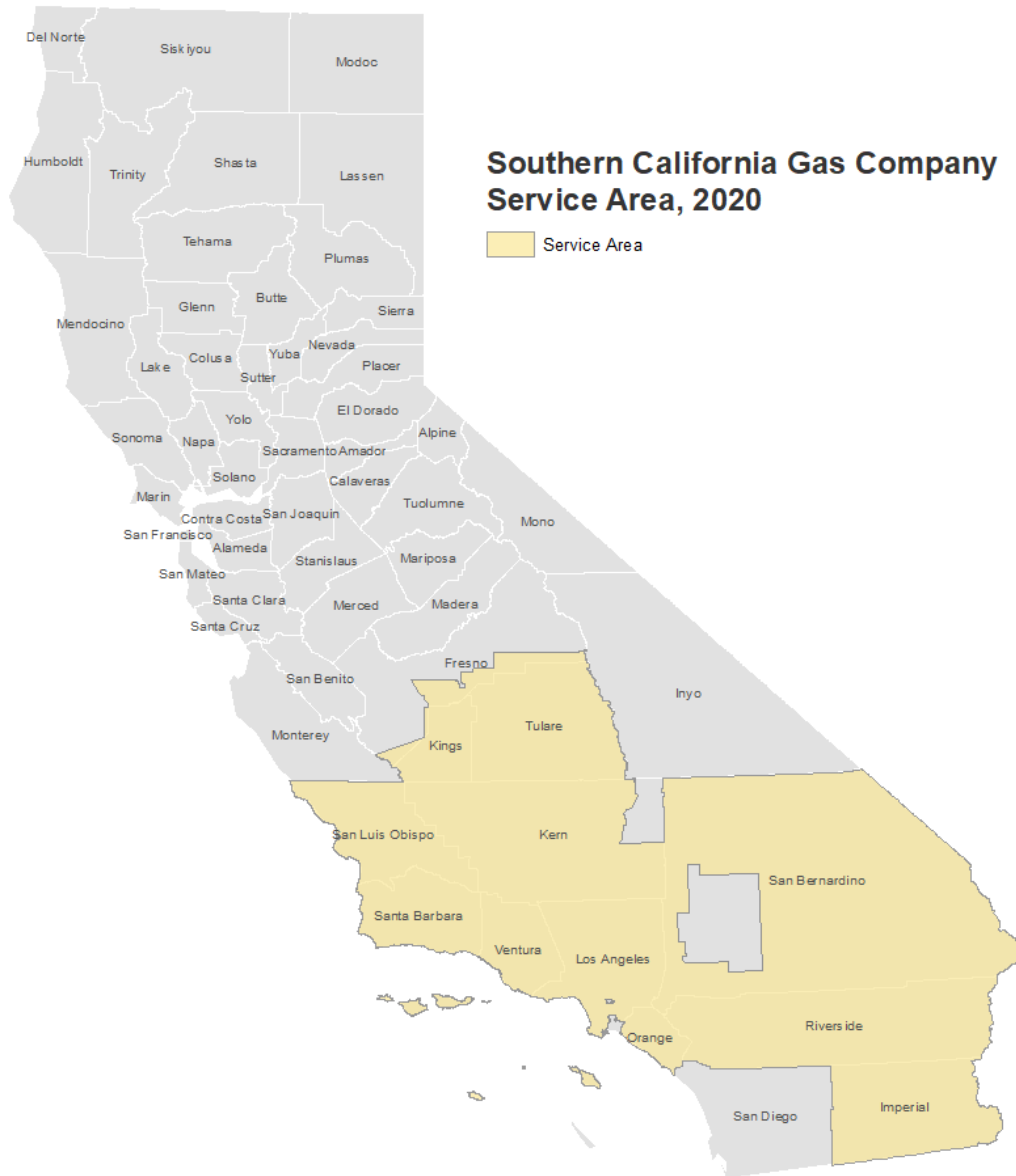 Del Norte
Siskiyou
Modoc
Southern California Gas Company
Service Area, 2020
Service Area
Humboldt
Trinity
Shasta
Lassen
Tehama
Plumas
Glenn
Butte
Sierra
Mendocino
Lake
Colusa
Yuba
Nevada
Sutter
Placer
El Dorado
Yolo
Sonoma
Napa
Alpine
Sacramento
Amador
Solano
Calaveras
Marin
Tuolumne
Contra Costa
San Joaquin
Mono
San Francisco
Alameda
Stanislaus
Mariposa
San Mateo
Santa Clara
Merced
Madera
Santa Cruz
Fresno
San Benito
Inyo
Monterey
Kings
Tulare
San Luis Obispo
Kern
San Bernardino
Santa Barbara
Ventura
Los Angeles
Orange
Riverside
San Diego
Imperial